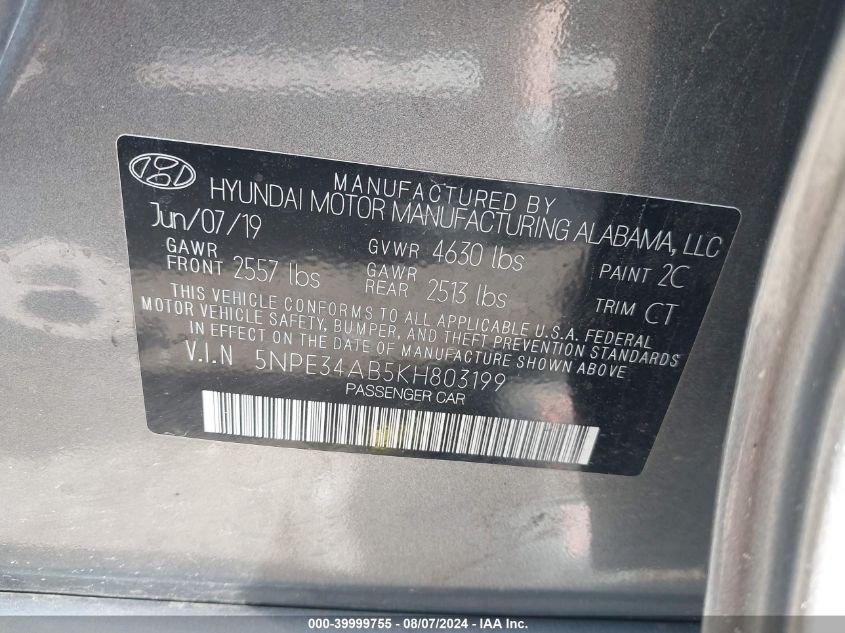 MANUFACTURED BY
HYUNDAI MOTOR MANUFACTURING ALABAMA, LLC
Jun/07/19
GAWR FRONT 2557 lbs
GVWR 4630 lbs
GAWR REAR 2513 lbs
PAINT 2C
TRIM CT
THIS VEHICLE CONFORMS TO ALL APPLICABLE U.S.A. FEDERAL
MOTOR VEHICLE SAFETY, BUMPER, AND THEFT PREVENTION STANDARDS
IN EFFECT ON THE DATE OF MANUFACTURE SHOWN ABOVE
V.I.N 5NPE34AB5KH803199
PASSENGER CAR
000-39999755 - 08/07/2024 - IAAI.COM